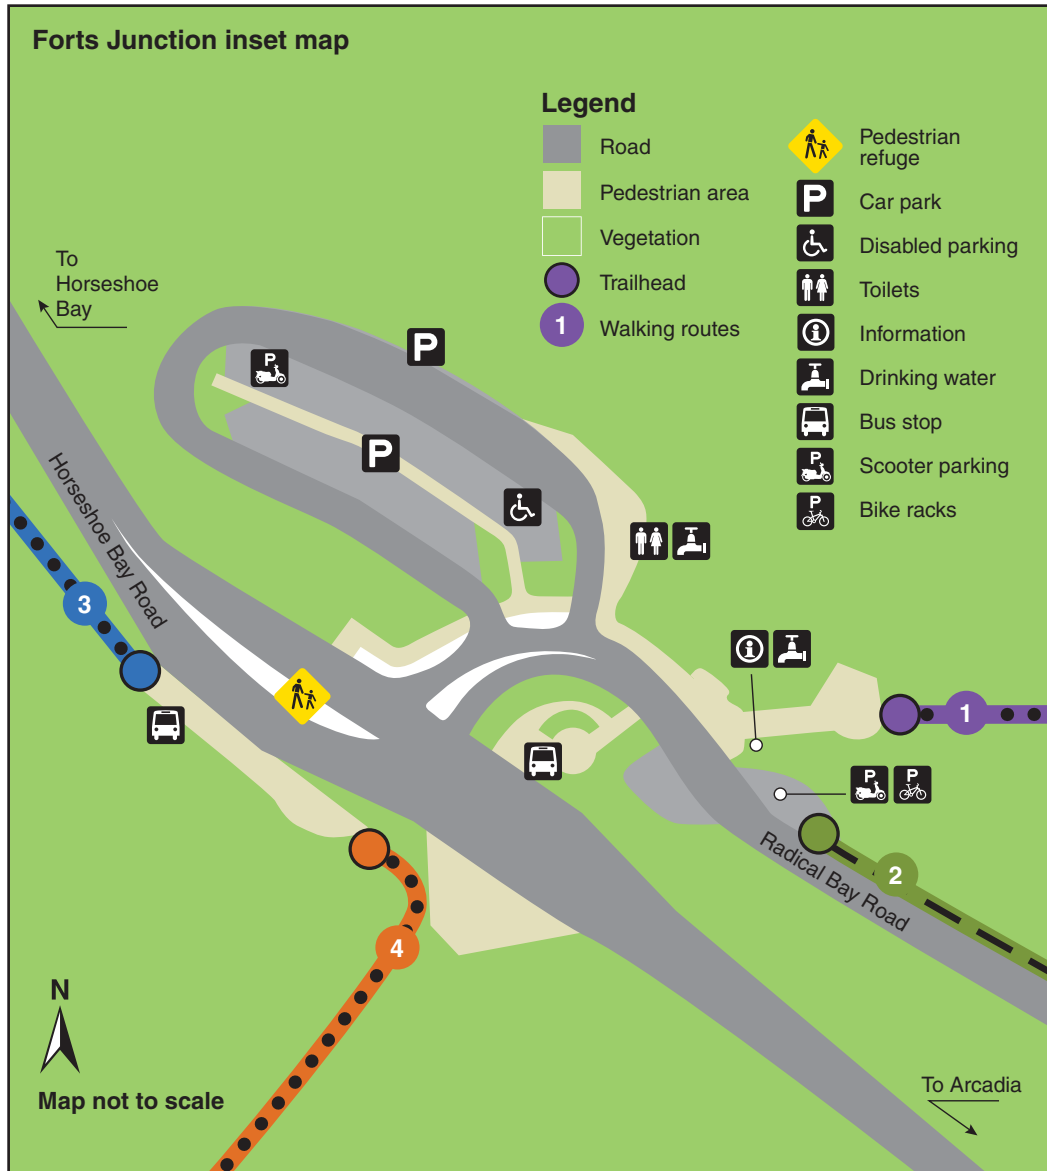 Forts Junction inset map
Legend
Road
Pedestrian area
Vegetation
Trailhead
1
Walking routes
Pedestrian
refuge
P
Car park
Disabled parking
Toilets
i
Information
Drinking water
Bus stop
P
Scooter parking
P
Bike racks
To
Horseshoe
Bay
P
P
P
Horseshoe Bay Road
3
i
1
P
P
2
Radical Bay Road
4
N
Map not to scale
To Arcadia